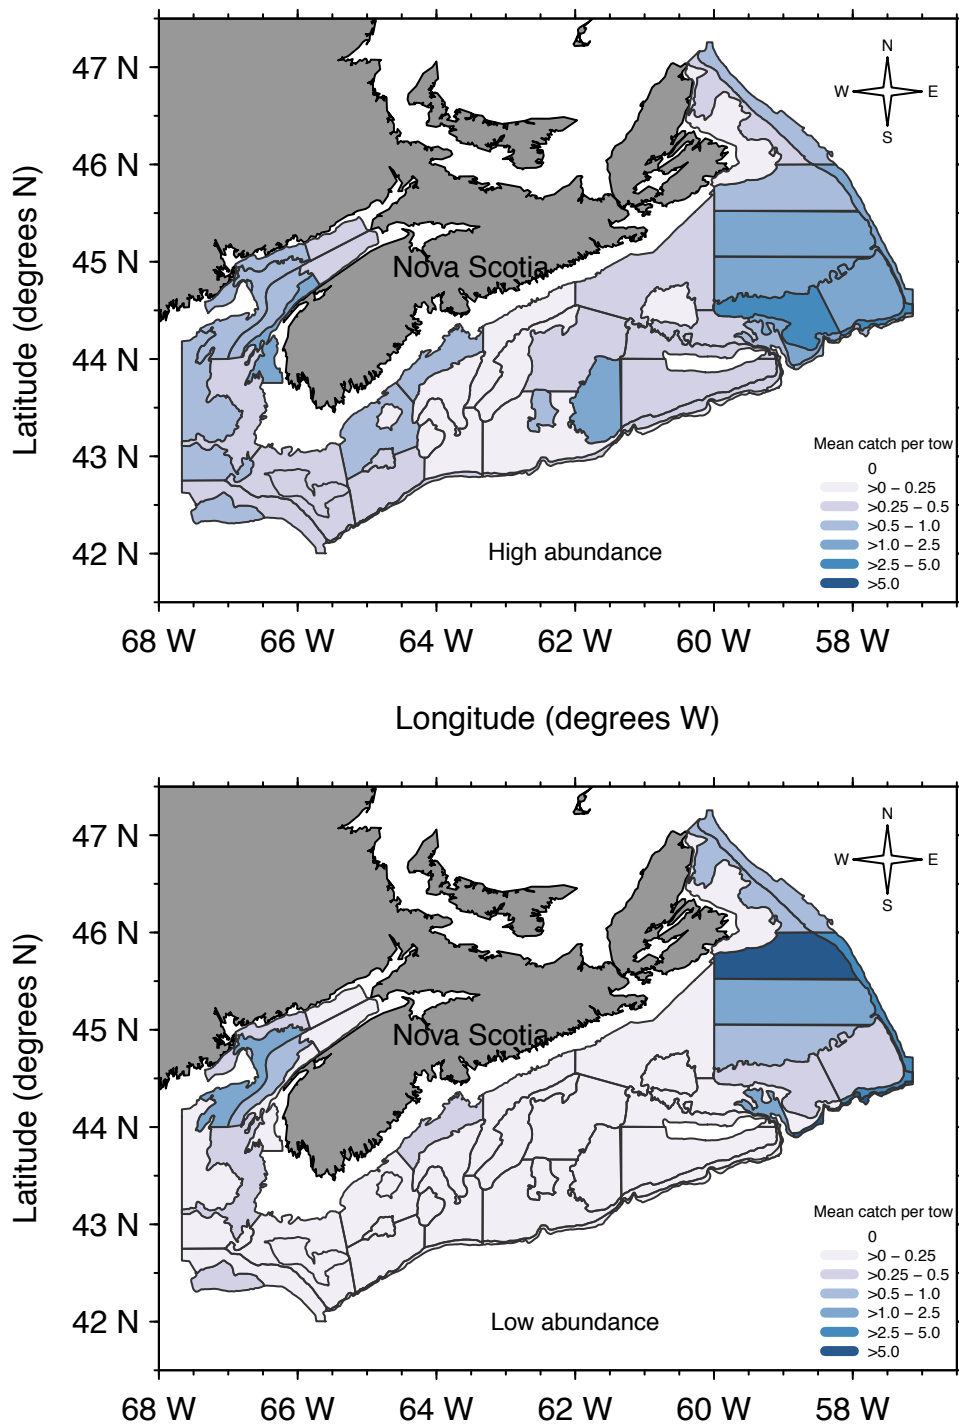 47 N
46 N
45 N
44 N
43 N
42 N
Latitude (degrees N)
N
W E
S
Nova Scotia
Mean catch per tow
0
>0 – 0.25
>0.25 – 0.5
>0.5 – 1.0
>1.0 – 2.5
>2.5 – 5.0
>5.0
High abundance
68 W 66 W 64 W 62 W 60 W 58 W
Longitude (degrees W)
47 N
46 N
45 N
44 N
43 N
42 N
Latitude (degrees N)
N
W E
S
Nova Scotia
Mean catch per tow
0
>0 – 0.25
>0.25 – 0.5
>0.5 – 1.0
>1.0 – 2.5
>2.5 – 5.0
>5.0
Low abundance
68 W 66 W 64 W 62 W 60 W 58 W